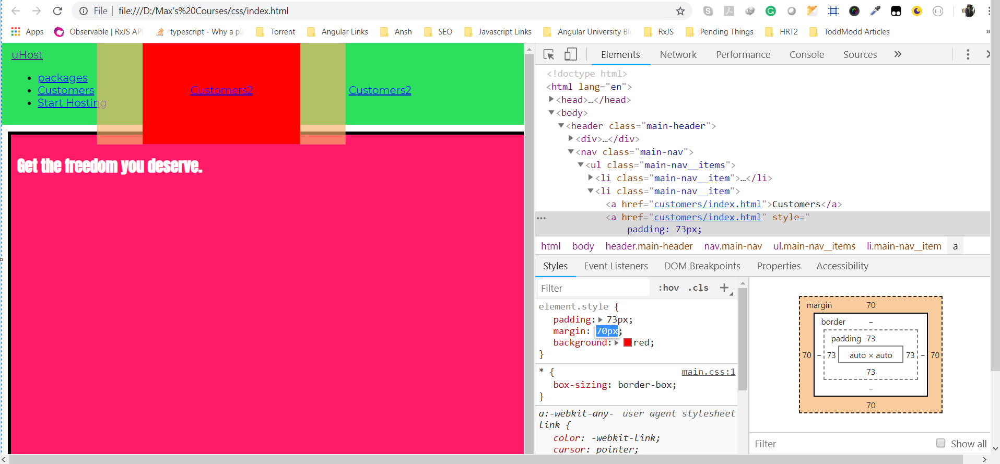 File | file:///D:/Max's%20Courses/css/index.html
Apps Observable | RxJS AP typescript - Why a pl Torrent Angular Links Ansh SEO Javascript Links Angular University Bl RxJS Pending Things HRT2 ToddModd Articles »
uHost
packages
Customers Customers2 Customers2
Start Hosting
Get the freedom you deserve.
Elements Network Performance Console Sources »
<!doctype html>
<html lang="en">
<head>…</head>
<body>
<header class="main-header">
<div>…</div>
<nav class="main-nav">
<ul class="main-nav__items">
<li class="main-nav__item">…</li>
<li class="main-nav__item">
<a href="customers/index.html">Customers</a>
<a href="customers/index.html" style="
padding: 73px;
html body header.main-header nav.main-nav ul.main-nav__items li.main-nav__item a
Styles Event Listeners DOM Breakpoints Properties Accessibility
Filter :hov .cls +
element.style {
padding: 73px;
margin: 70px;
background: red;
}
* { main.css:1
box-sizing: border-box;
}
a:-webkit-any- user agent stylesheet
link {
color: -webkit-link;
cursor: pointer;
margin 70
border –
padding 73
70 – 73 auto × auto 73 – 70
73
–
70
Filter Show all